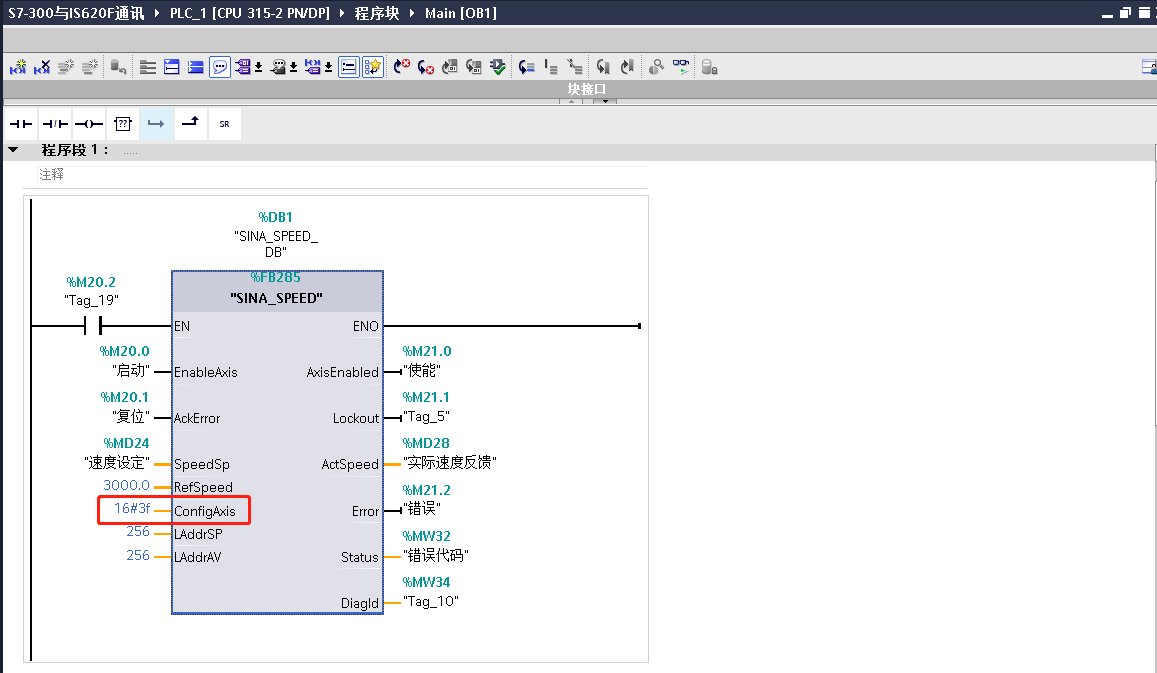 S7-300与IS620F通讯 ▸ PLC_1 [CPU 315-2 PN/DP] ▸ 程序块 ▸ Main [OB1]
块接口
??
SR
程序段 1： .....
注释
%DB1
"SINA_SPEED_
DB"
%M20.2
"Tag_19"
%FB285
"SINA_SPEED"
EN
ENO
%M20.0
"启动"
EnableAxis
AxisEnabled
%M21.0
"使能"
%M20.1
"复位"
AckError
Lockout
%M21.1
"Tag_5"
%MD24
"速度设定"
SpeedSp
ActSpeed
%MD28
"实际速度反馈"
3000.0
RefSpeed
16#3f
ConfigAxis
Error
%M21.2
"错误"
256
LAddrSP
256
LAddrAV
Status
%MW32
"错误代码"
DiagId
%MW34
"Tag_10"